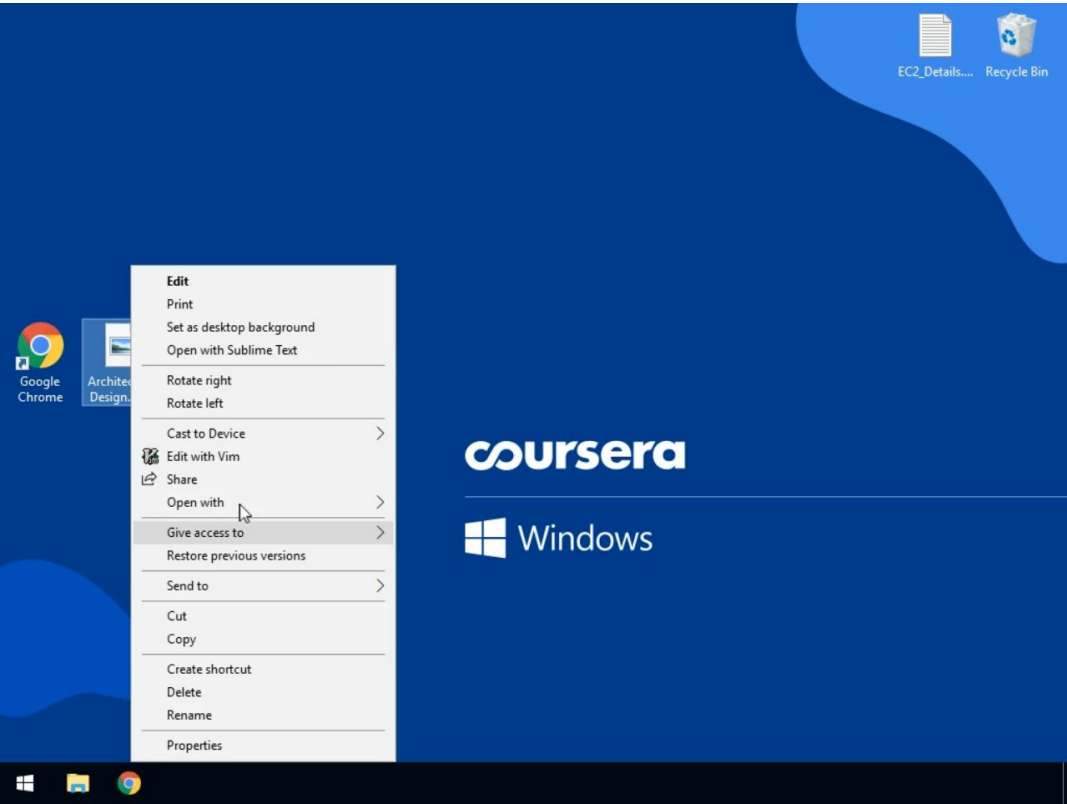 EC2_Details....
Recycle Bin
Google
Chrome
Design.
Edit
Print
Set as desktop background
Open with Sublime Text
Rotate right
Rotate left
Cast to Device
Edit with Vim
Share
Open with
Give access to
Restore previous versions
Send to
Cut
Copy
Create shortcut
Delete
Rename
Properties
coursera
Windows